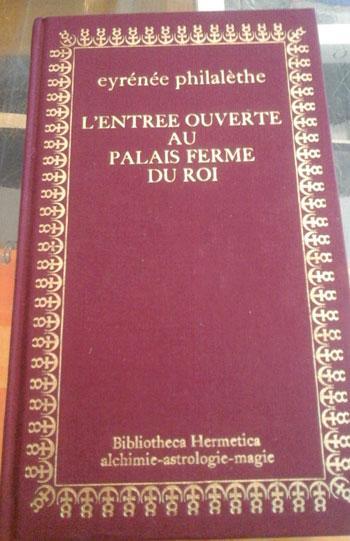 eyrénée philalèthe
L'ENTREE OUVERTE
AU
PALAIS FERME
DU ROI
Bibliotheca Hermetica
alchimie-astrologie-magie